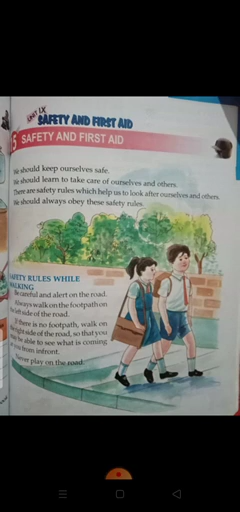 UNIT IX
SAFETY AND FIRST AID
5 SAFETY AND FIRST AID
We should keep ourselves safe.
We should learn to take care of ourselves and others.
There are safety rules which help us to look after ourselves and others.
We should always obey these safety rules.
SAFETY RULES WHILE
WALKING
Be careful and alert on the road.
Always walk on the footpath on
the left side of the road.
If there is no footpath, walk on
the right side of the road, so that you
may be able to see what is coming
at you from infront.
Never play on the road.